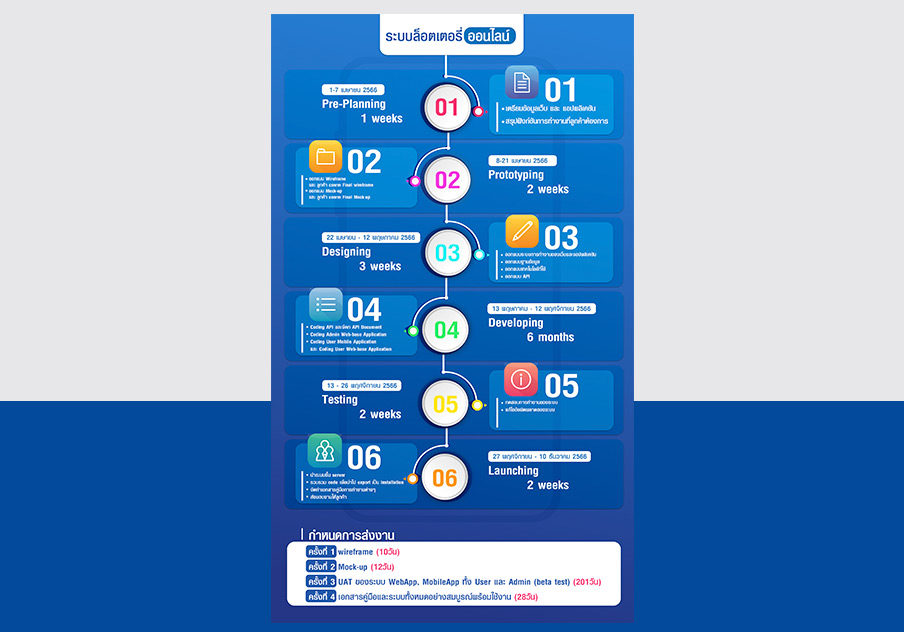 ระบบล็อตเตอรี่ ออนไลน์
1-7 เมษายน 2566
Pre-Planning
1 weeks
01
01
• เตรียมข้อมูลเว็บ และ แอปพลิเคชัน
• สรุปฟังก์ชันการทำงานที่ลูกค้าต้องการ
02
• ออกแบบ Wireframe
และ ลูกค้า Final wireframe
• ออกแบบ Mock-up
และ ลูกค้า Final Mock-up
02
8-21 เมษายน 2566
Prototyping
2 weeks
22 เมษายน - 12 พฤษภาคม 2566
Designing
3 weeks
03
03
• ออกแบบระบบการทำงานของเว็บและแอปพลิเคชัน
• ออกแบบฐานข้อมูล
• ออกแบบเทคโนโลยีที่ใช้
• ออกแบบ API
04
• Coding API และจัดทำ API Document
• Coding Admin Web-base Application
• Coding User Mobile Application
และ Coding User Web-base Application
04
13 พฤษภาคม - 12 พฤศจิกายน 2566
Developing
6 months
13 - 26 พฤศจิกายน 2566
Testing
2 weeks
05
05
• ทดสอบการทำงานของระบบ
• แก้ไขข้อผิดพลาดของระบบ
06
• นำระบบขึ้น server
• รวบรวม code เพื่อนำไป export เป็น installation
• จัดทำเอกสารคู่มือการทำงานต่างๆ
• ส่งมอบงานให้ลูกค้า
06
27 พฤศจิกายน - 10 ธันวาคม 2566
Launching
2 weeks
กำหนดการส่งงาน
ครั้งที่ 1 wireframe (10วัน)
ครั้งที่ 2 Mock-up (12วัน)
ครั้งที่ 3 UAT ของระบบ WebApp, MobileApp ทั้ง User และ Admin (beta test) (201วัน)
ครั้งที่ 4 เอกสารคู่มือและระบบทั้งหมดอย่างสมบูรณ์พร้อมใช้งาน (28วัน)